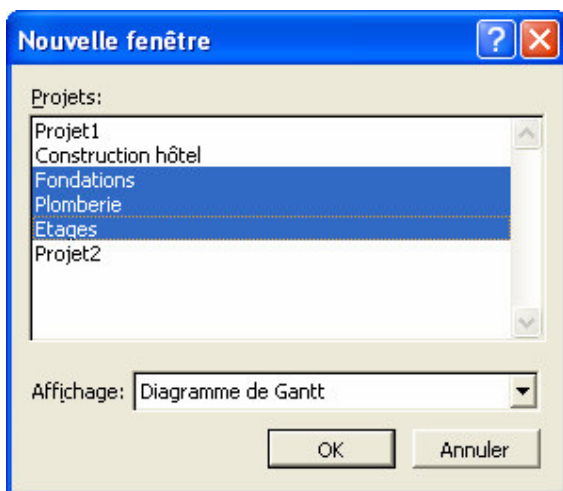 Nouvelle fenêtre
Projets:
Projet1
Construction hôtel
Fondations
Plomberie
Etages
Projet2
Affichage: Diagramme de Gantt
OK Annuler